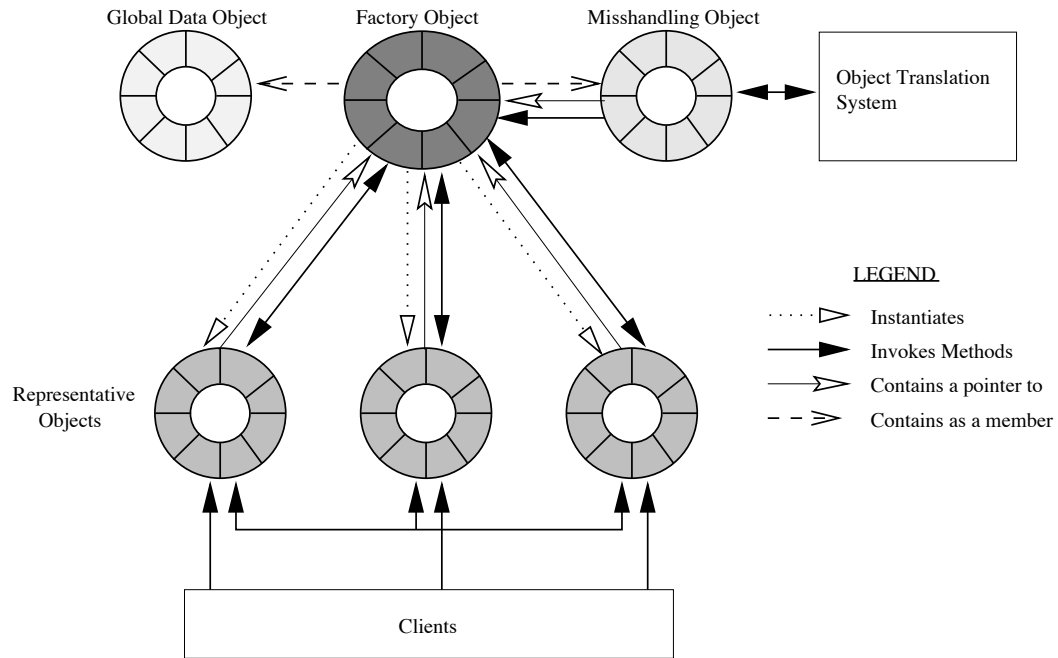 Global Data Object
Factory Object
Misshandling Object
Object Translation
System
LEGEND
Instantiates
Invokes Methods
Contains a pointer to
Contains as a member
Representative
Objects
Clients